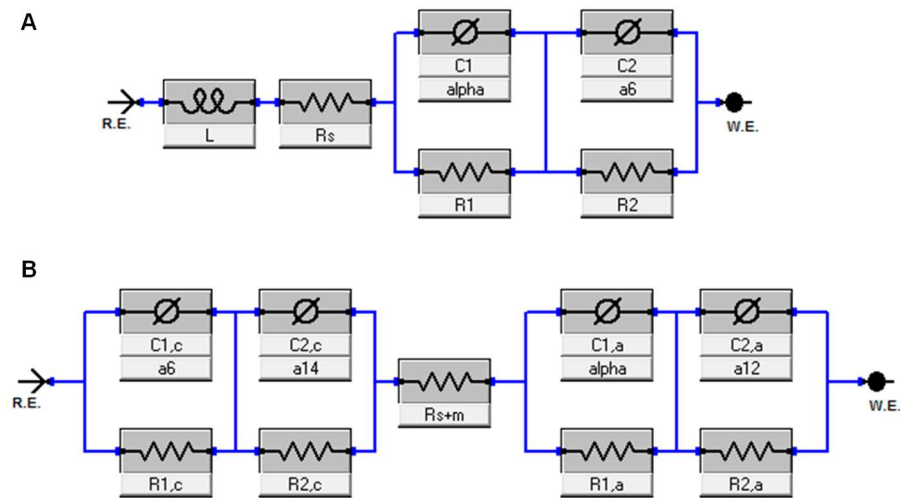 A
C1
alpha
C2
a6
R.E.
L
Rs
W.E.
R1
R2
B
C1,c
a6
C2,c
a14
C1,a
alpha
C2,a
a12
R.E.
Rs+m
W.E.
R1,c
R2,c
R1,a
R2,a